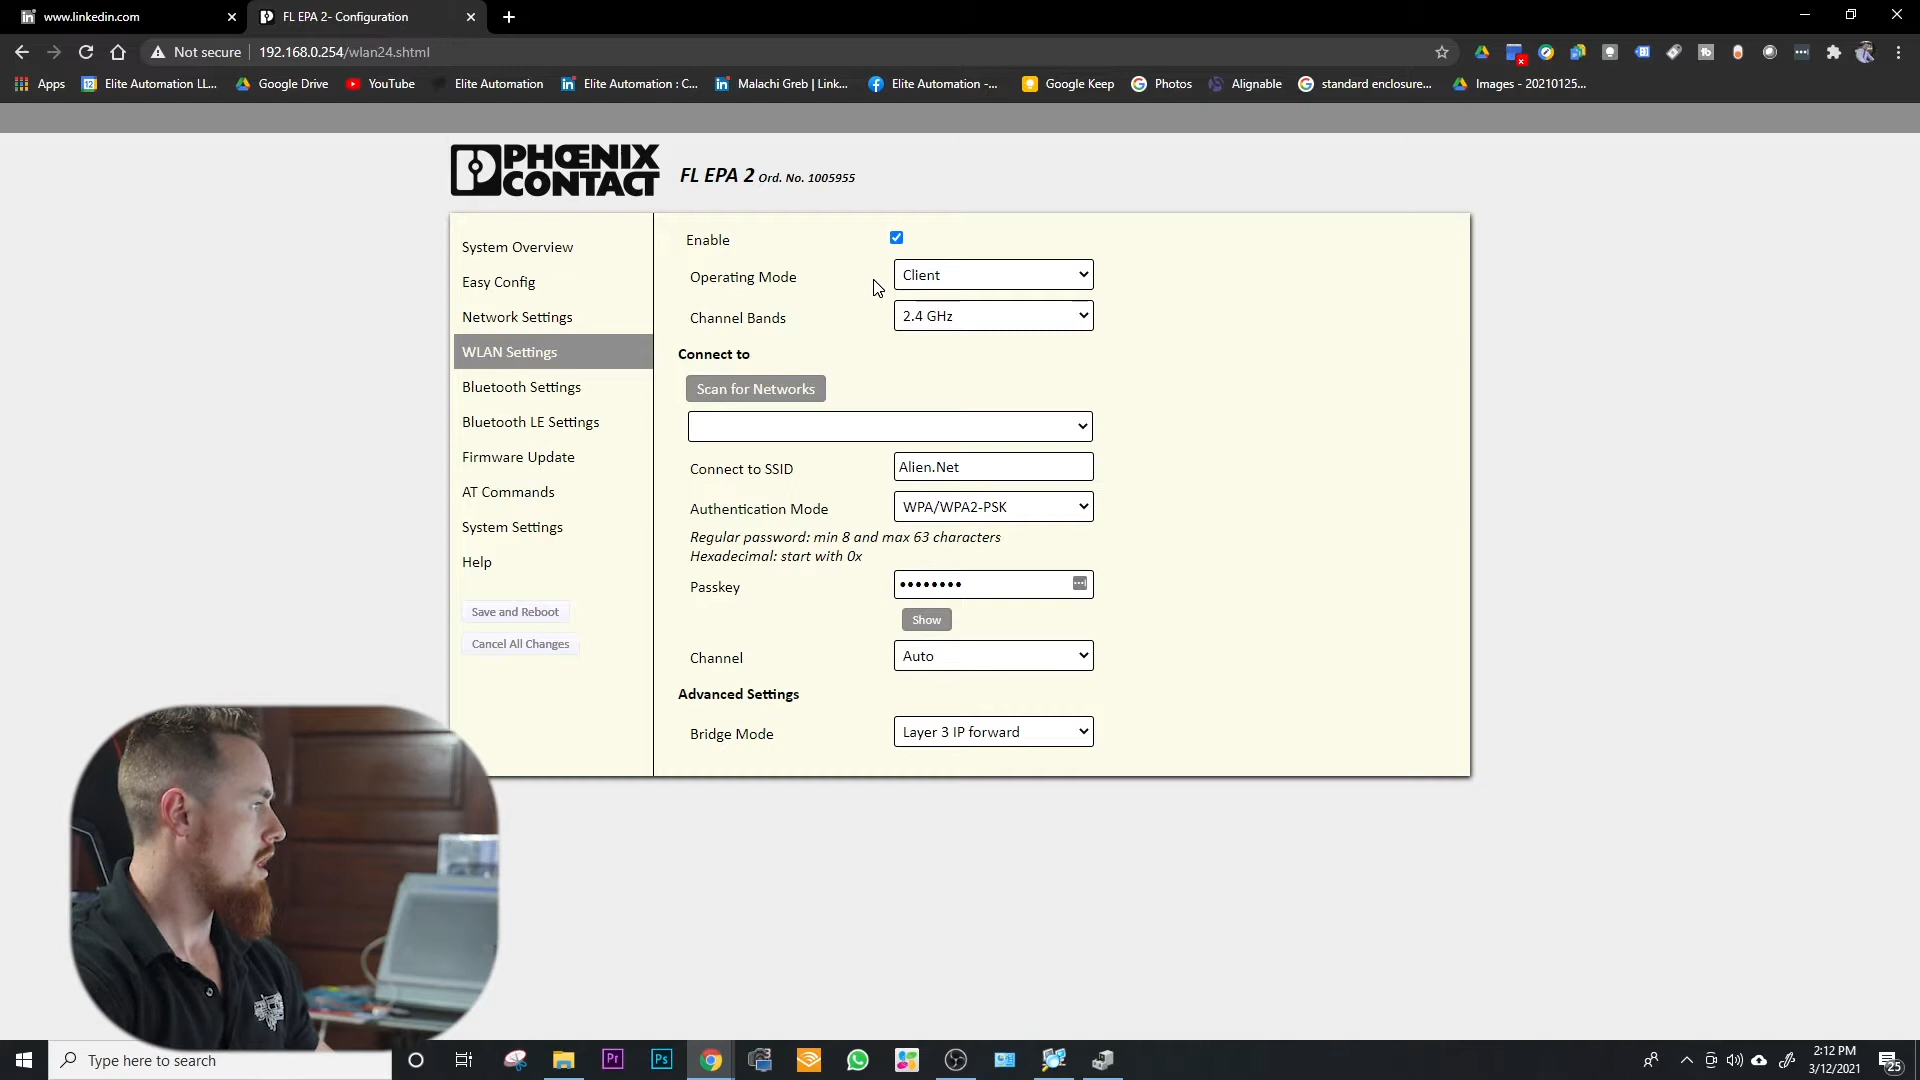 www.linkedin.com
FL EPA 2- Configuration
Not secure
192.168.0.254/wlan24.shtml
Apps
Elite Automation LL...
Google Drive
YouTube
Elite Automation
Elite Automation : C...
Malachi Greb | Link...
Elite Automation -...
Google Keep
Photos
Alignable
standard enclosure...
Images - 20210125...
PHŒNIX
CONTACT
FL EPA 2 Ord. No. 1005955
System Overview
Easy Config
Network Settings
WLAN Settings
Bluetooth Settings
Bluetooth LE Settings
Firmware Update
AT Commands
System Settings
Help
Save and Reboot
Cancel All Changes
Enable
Operating Mode
Client
Channel Bands
2.4 GHz
Connect to
Scan for Networks
Connect to SSID
Alien.Net
Authentication Mode
WPA/WPA2-PSK
Regular password: min 8 and max 63 characters
Hexadecimal: start with 0x
Passkey
••••••••
Show
Channel
Auto
Advanced Settings
Bridge Mode
Layer 3 IP forward
Type here to search
Pr
Ps
2:12 PM
3/12/2021
25